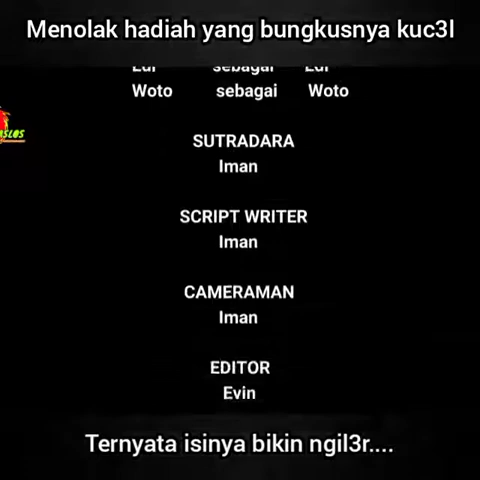 Menolak hadiah yang bungkusnya kuc3l
Woto sebagai Woto
SUTRADARA
Iman
SCRIPT WRITER
Iman
CAMERAMAN
Iman
EDITOR
Evin
Ternyata isinya bikin ngil3r....